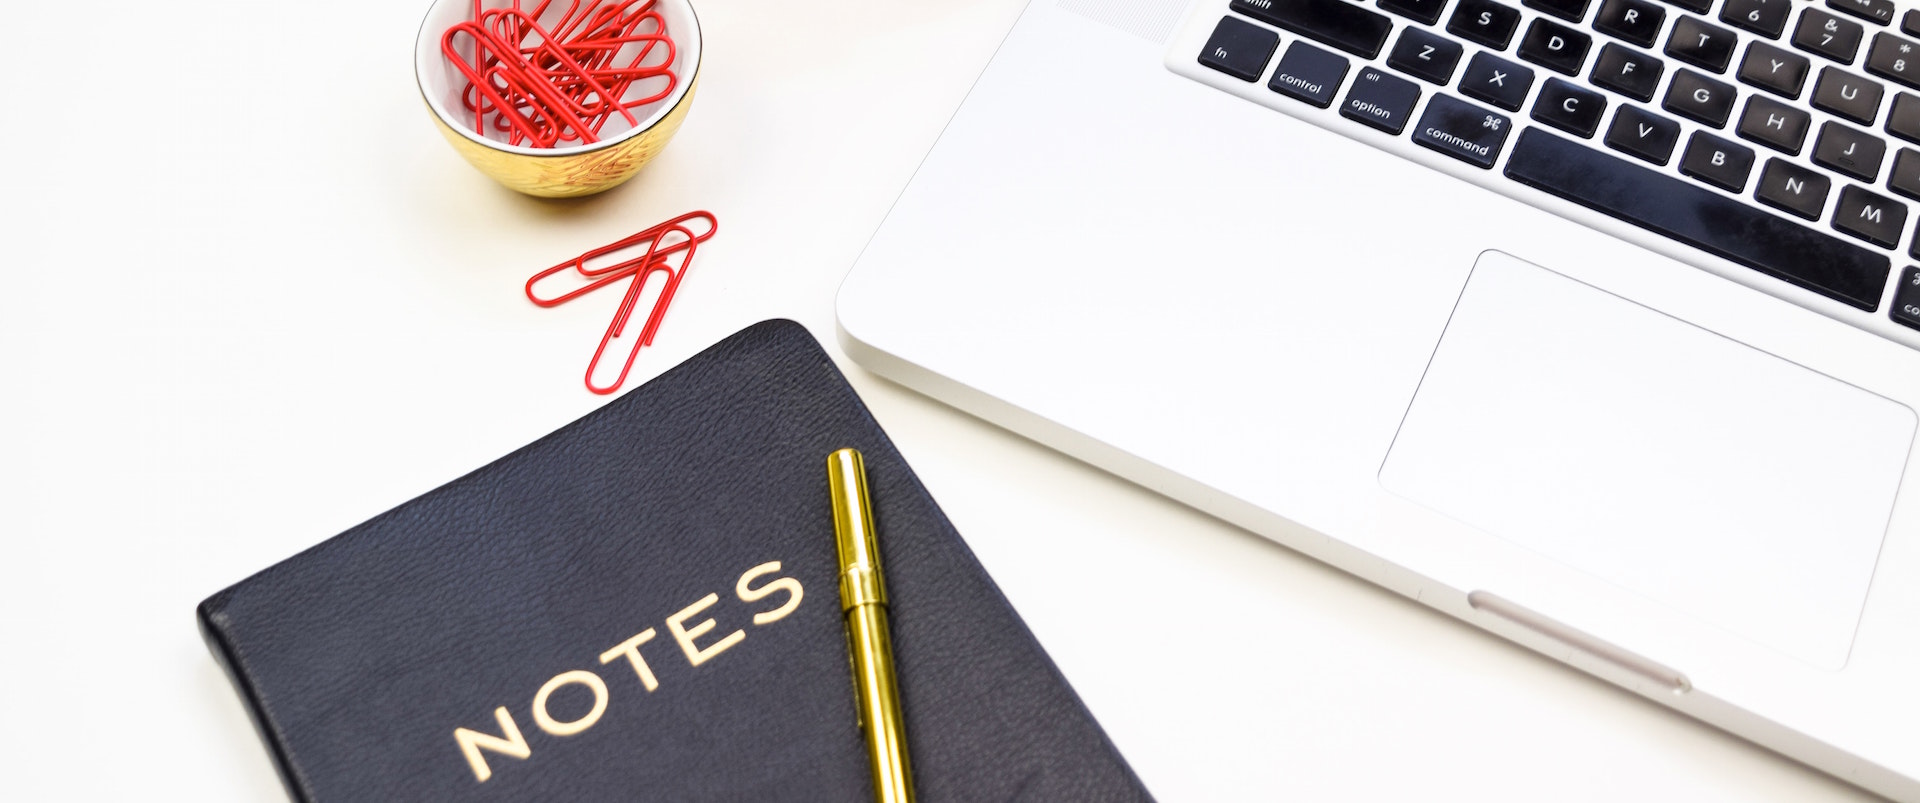 NOTES
shift Z X C V B N M
fn control alt option ⌘ command
S D F G H J
R T Y U
6 & 7 * 8